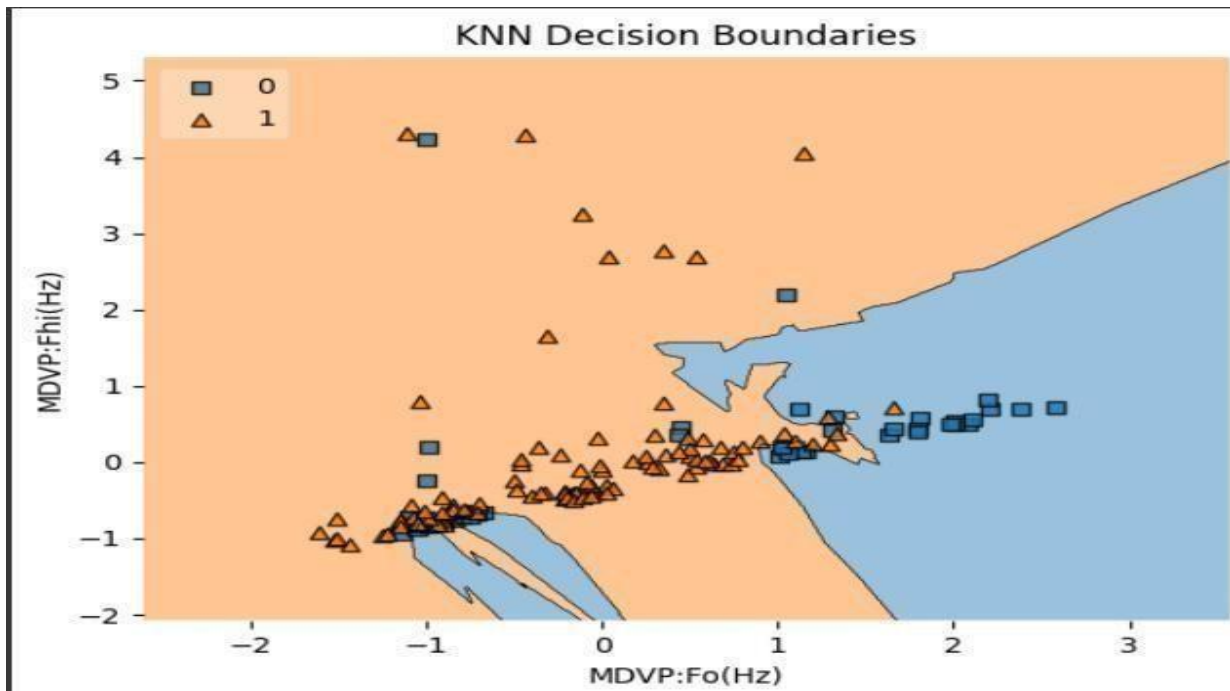 KNN Decision Boundaries
0
1
5
4
3
2
1
0
−1
−2
MDVP:Fhi(Hz)
−2 −1 0 1 2 3
MDVP:Fo(Hz)